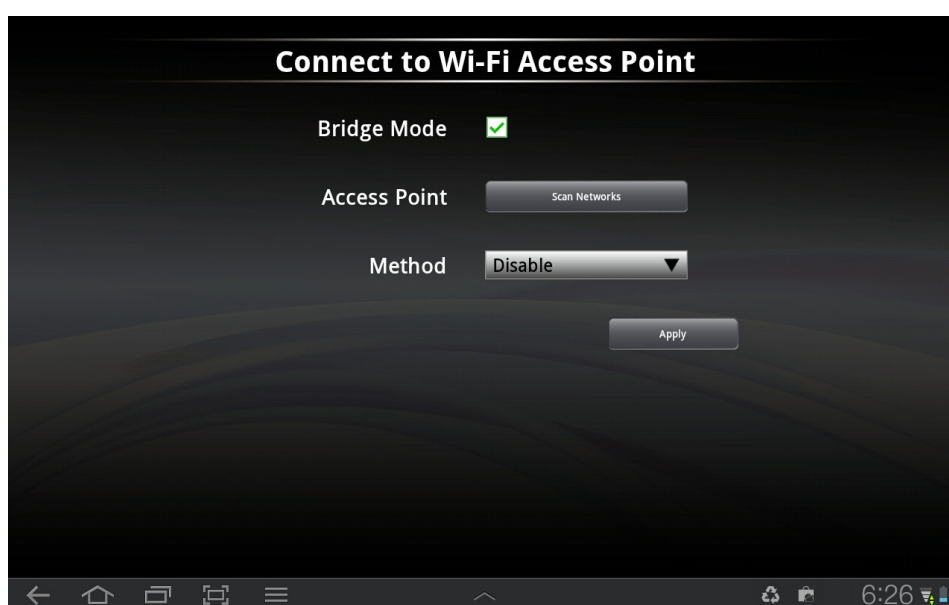 Connect to Wi-Fi Access Point
Bridge Mode
Access Point
Scan Networks
Method
Disable
Apply
6:26